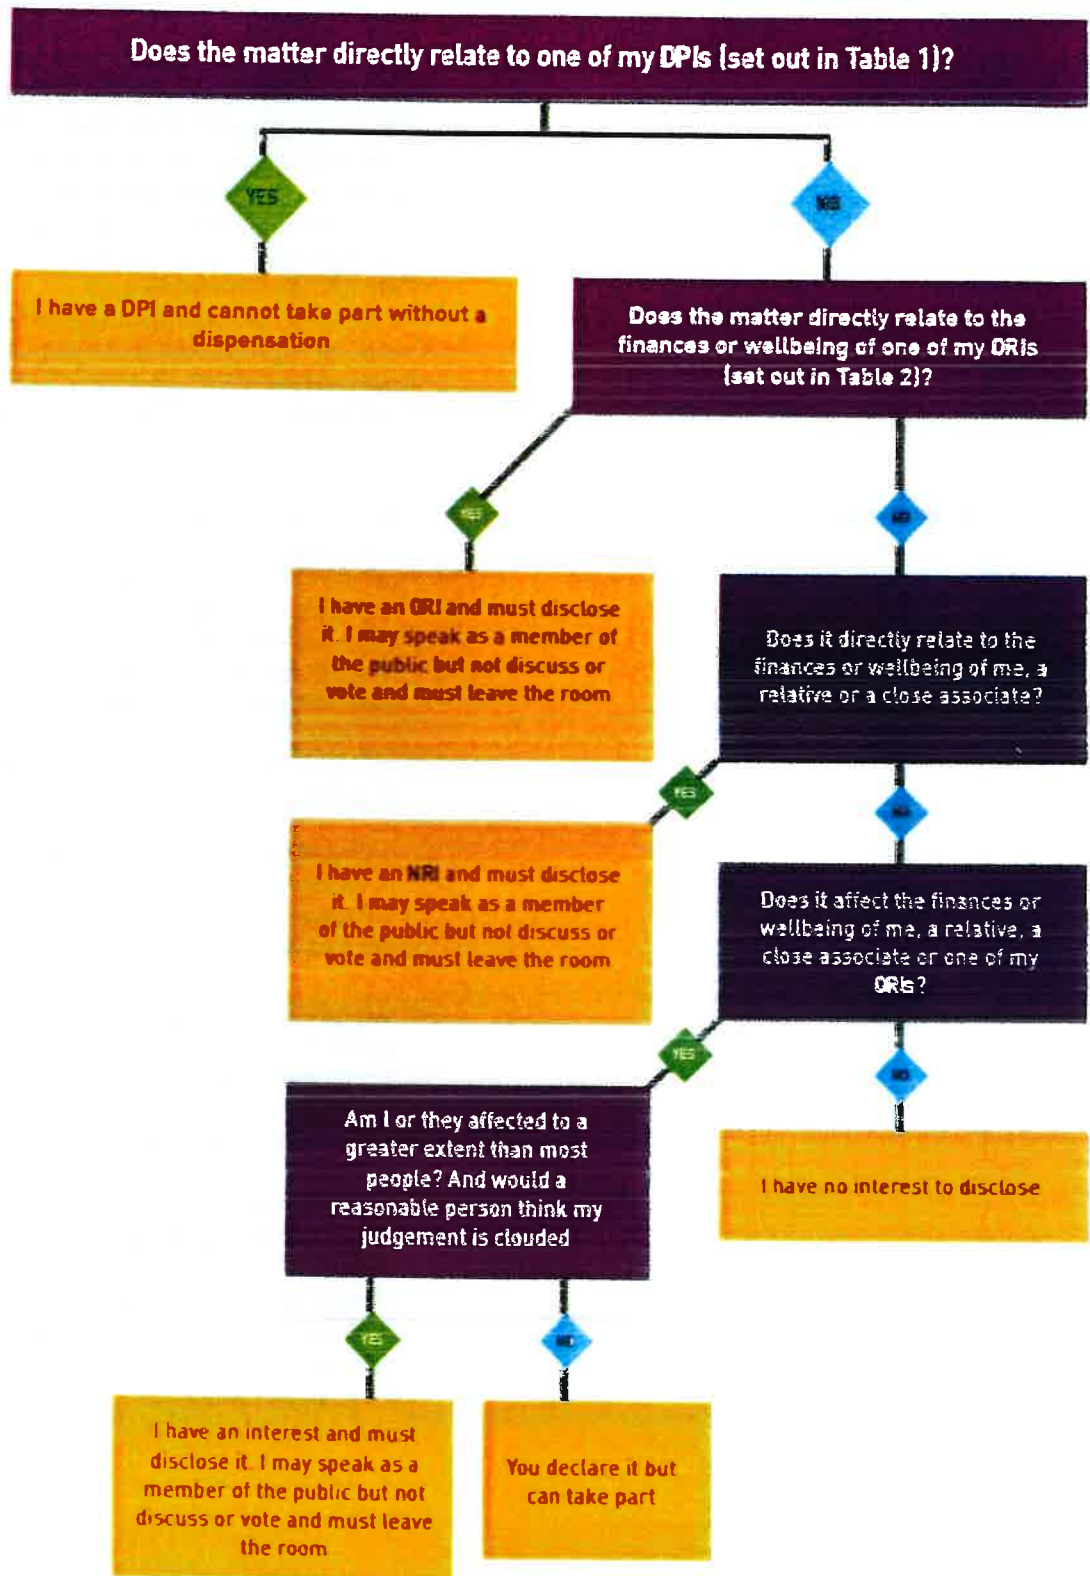 Does the matter directly relate to one of my DPIs (set out in Table 1)?
YES
NO
I have a DPI and cannot take part without a
dispensation
Does the matter directly relate to the
finances or wellbeing of one of my ORIs
(set out in Table 2)?
YES
NO
I have an ORI and must disclose
it. I may speak as a member of
the public but not discuss or
vote and must leave the room
Does it directly relate to the
finances or wellbeing of me, a
relative or a close associate?
YES
NO
I have an NRI and must disclose
it. I may speak as a member
of the public but not discuss or
vote and must leave the room
Does it affect the finances or
wellbeing of me, a relative, a
close associate or one of my
ORIs?
YES
NO
Am I or they affected to a
greater extent than most
people? And would a
reasonable person think my
judgement is clouded
I have no interest to disclose
YES
NO
I have an interest and must
disclose it. I may speak as a
member of the public but not
discuss or vote and must leave
the room
You declare it but
can take part